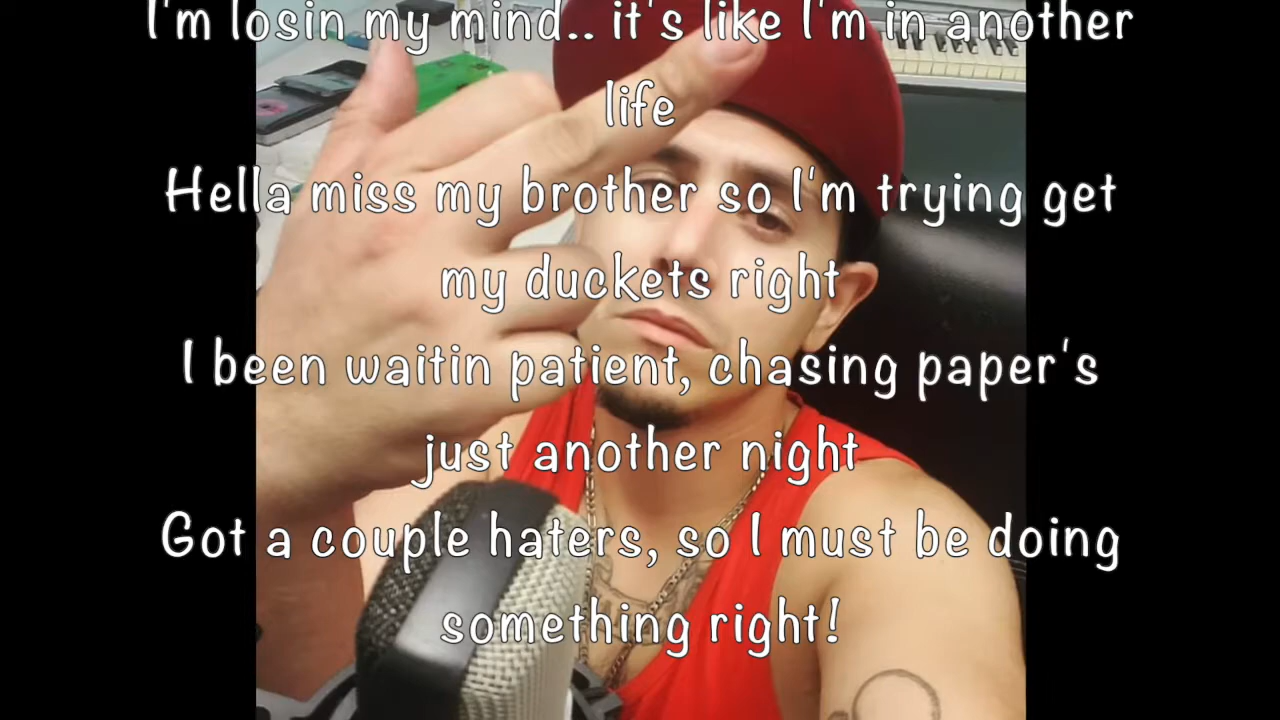 I'm losin my mind.. it's like I'm in another
life
Hella miss my brother so I'm trying get
my duckets right
I been waitin patient, chasing paper's
just another night
Got a couple haters, so I must be doing
something right!